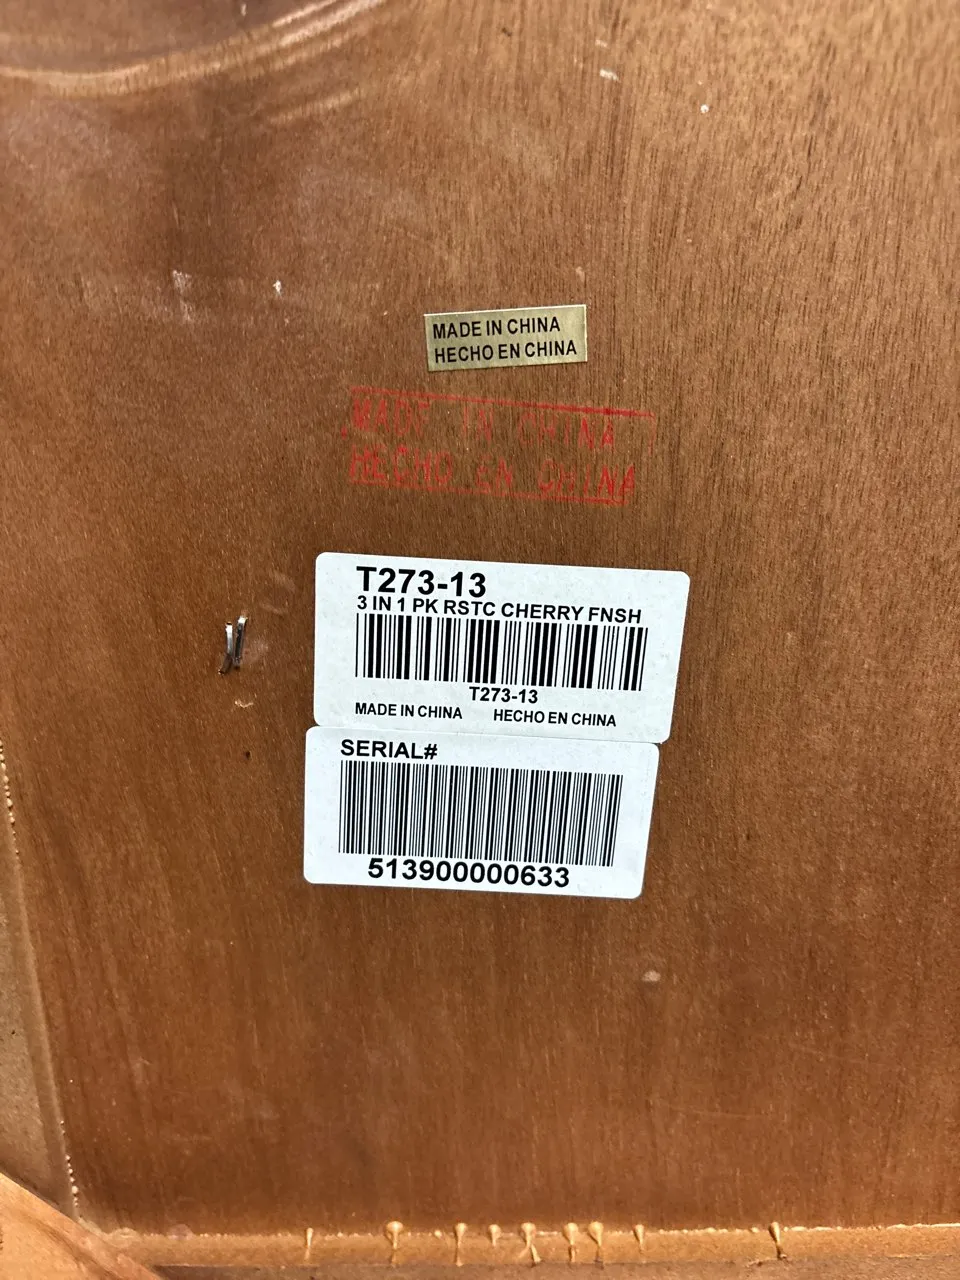 MADE IN CHINA
HECHO EN CHINA
MADE IN CHINA
HECHO EN CHINA
T273-13
3 IN 1 PK RSTC CHERRY FNSH
T273-13
MADE IN CHINA HECHO EN CHINA
SERIAL#
513900000633